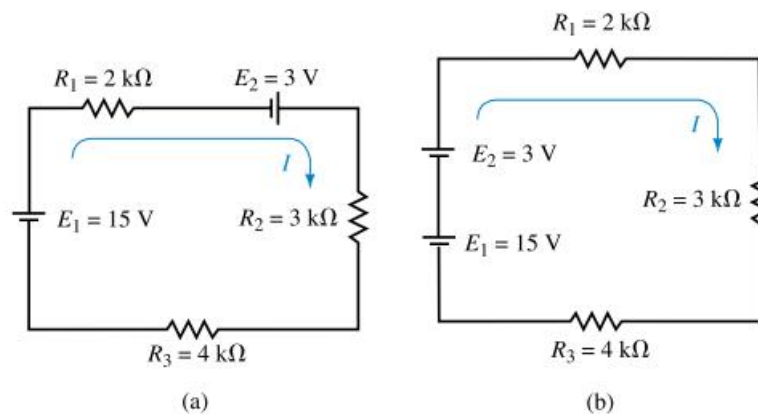 R1 = 2 kΩ
E2 = 3 V
I
E1 = 15 V
R2 = 3 kΩ
R3 = 4 kΩ
(a)
R1 = 2 kΩ
I
E2 = 3 V
R2 = 3 kΩ
E1 = 15 V
R3 = 4 kΩ
(b)